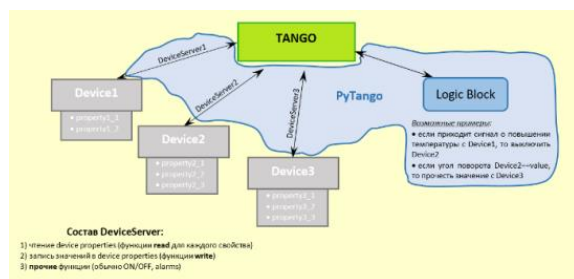 TANGO
DeviceServer1
DeviceServer2
DeviceServer3
PyTango
Logic Block
Device1
• property1_1
• property1_2
Device2
• property2_1
• property2_2
• property2_3
Device3
• property3_1
• property3_2
• property3_3
Возможные примеры:
• если приходит сигнал о повышении
температуры с Device1, то выключить
Device2
• если угол поворота Device2==value,
то прочесть значение с Device3
Состав DeviceServer:
1) чтение device properties (функции read для каждого свойства)
2) запись значений в device properties (функции write)
3) прочие функции (обычно ON/OFF, alarms)